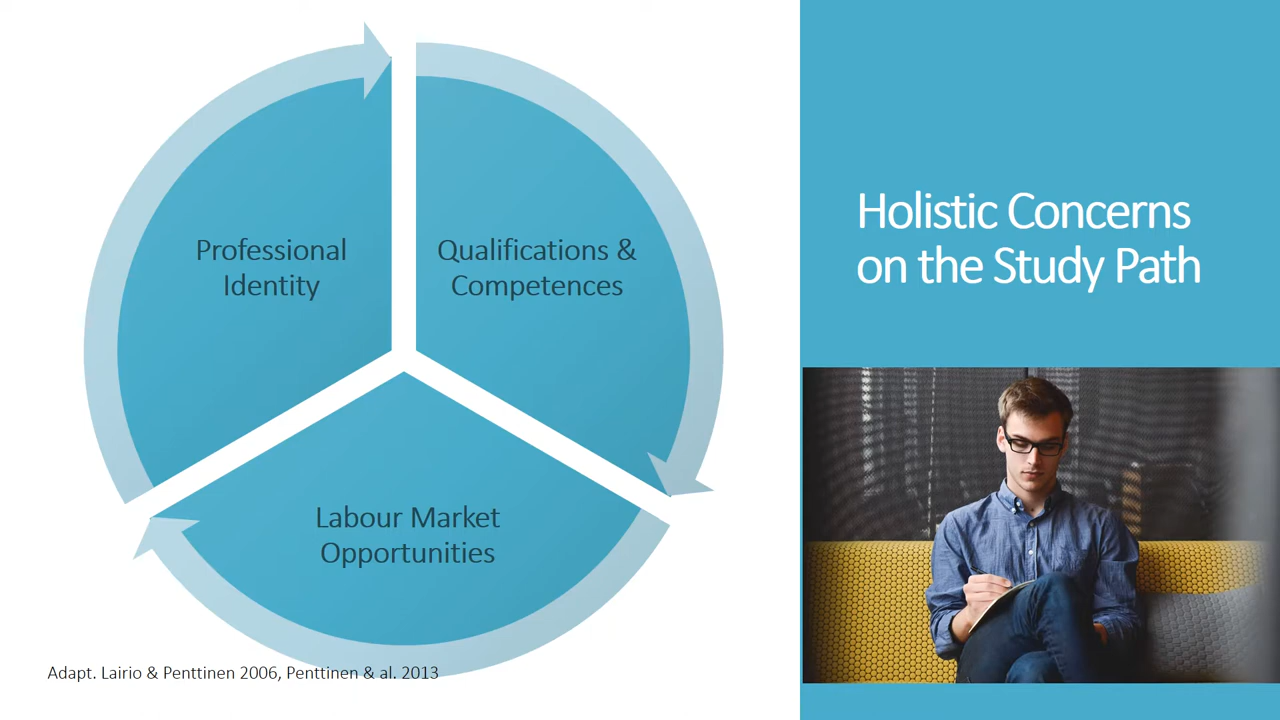 Professional
Identity
Qualifications &
Competences
Labour Market
Opportunities
Adapt. Lairio & Penttinen 2006, Penttinen & al. 2013
Holistic Concerns
on the Study Path